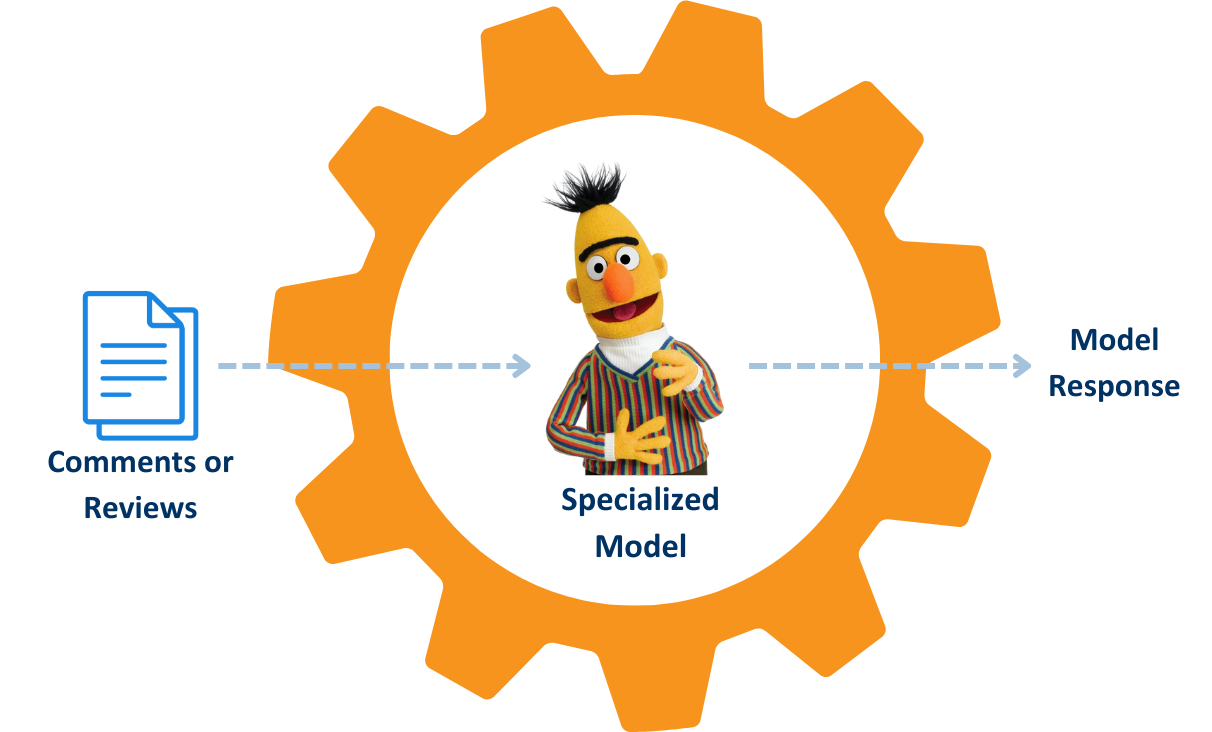 Comments or
Reviews
Specialized
Model
Model
Response